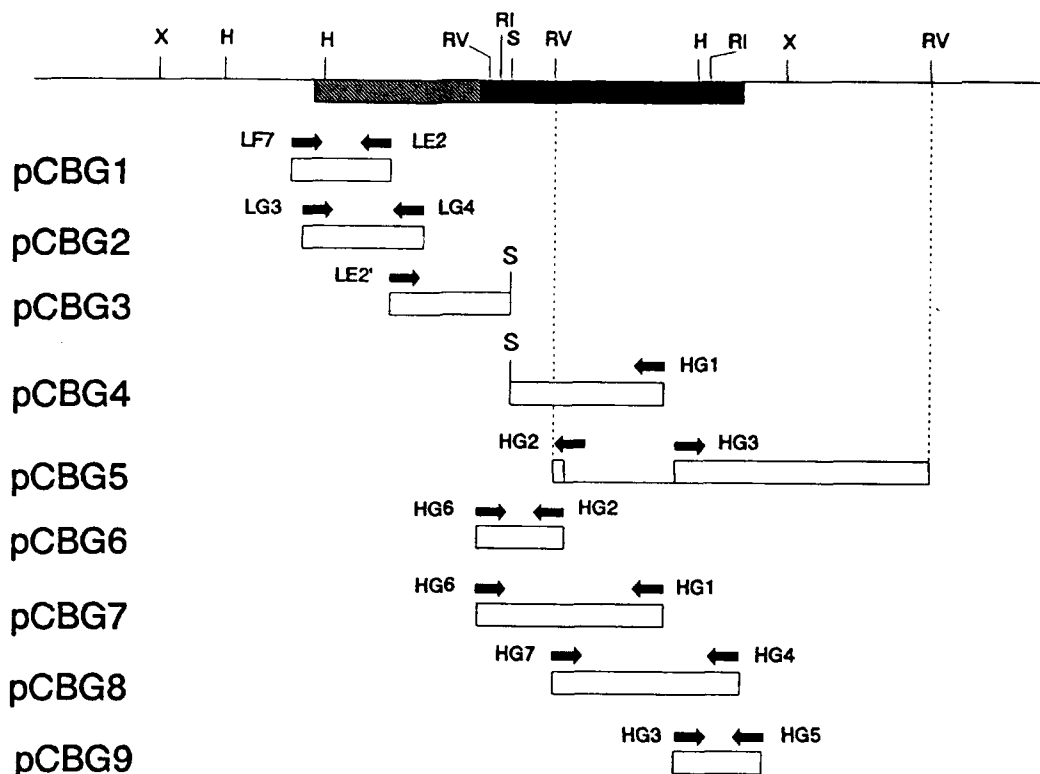 RI
X H H RV S RV H RI X RV
LF7 LE2
pCBG1
LG3 LG4
pCBG2
LE2' S
pCBG3
S
HG1
pCBG4
HG2 HG3
pCBG5
HG6 HG2
pCBG6
HG6 HG1
pCBG7
HG7 HG4
pCBG8
HG3 HG5
pCBG9